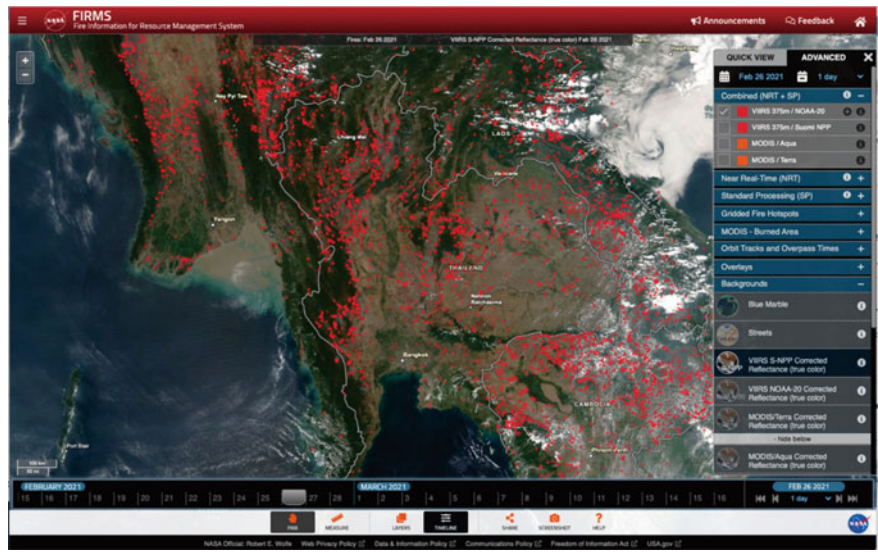 FIRMS
Fire Information for Resource Management System
Announcements
Feedback
Fires: Feb 26 2021
VIIRS S-NPP Corrected Reflectance (true color) Feb 26 2021
+
−
QUICK VIEW
ADVANCED
Feb 26 2021
1 day
Combined (NRT + SP)
VIIRS 375m / NOAA-20
VIIRS 375m / Suomi NPP
MODIS / Aqua
MODIS / Terra
Near Real-Time (NRT)
Standard Processing (SP)
Gridded Fire Hotspots
MODIS - Burned Area
Orbit Tracks and Overpass Times
Overlays
Backgrounds
Blue Marble
Streets
VIIRS S-NPP Corrected
Reflectance (true color)
VIIRS NOAA-20 Corrected
Reflectance (true color)
MODIS/Terra Corrected
Reflectance (true color)
- hide below
MODIS/Aqua Corrected
Reflectance (true color)
Nay Pyi Taw
Chiang Mai
LAOS
Vientiane
Yangon
THAILAND
Nakhon
Ratchasima
Bangkok
CAMBODIA
Phnom Penh
Port Blair
100 km
50 mi
FEBRUARY 2021
MARCH 2021
FEB 26 2021
15 16 17 18 19 20 21 22 23 24 25 27 28 1 2 3 4 5 6 7 8 9 10 11 12 13 14 15 16
1 day
PAN
MEASURE
LAYERS
TIMELINE
SHARE
SCREENSHOT
HELP
NASA Official: Robert E. Wolfe Web Privacy Policy Data & Information Policy Communications Policy Freedom of Information Act USA.gov